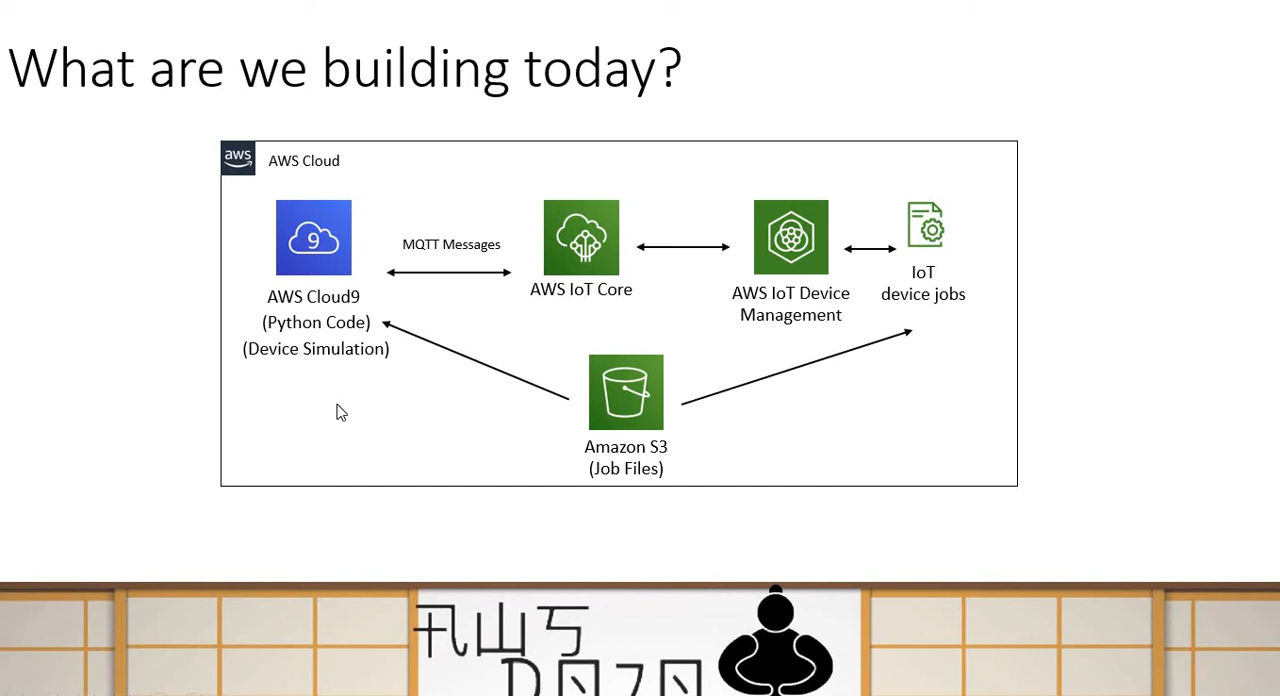 What are we building today?
aws
AWS Cloud
9
MQTT Messages
AWS Cloud9
(Python Code)
(Device Simulation)
AWS IoT Core
AWS IoT Device
Management
IoT
device jobs
Amazon S3
(Job Files)